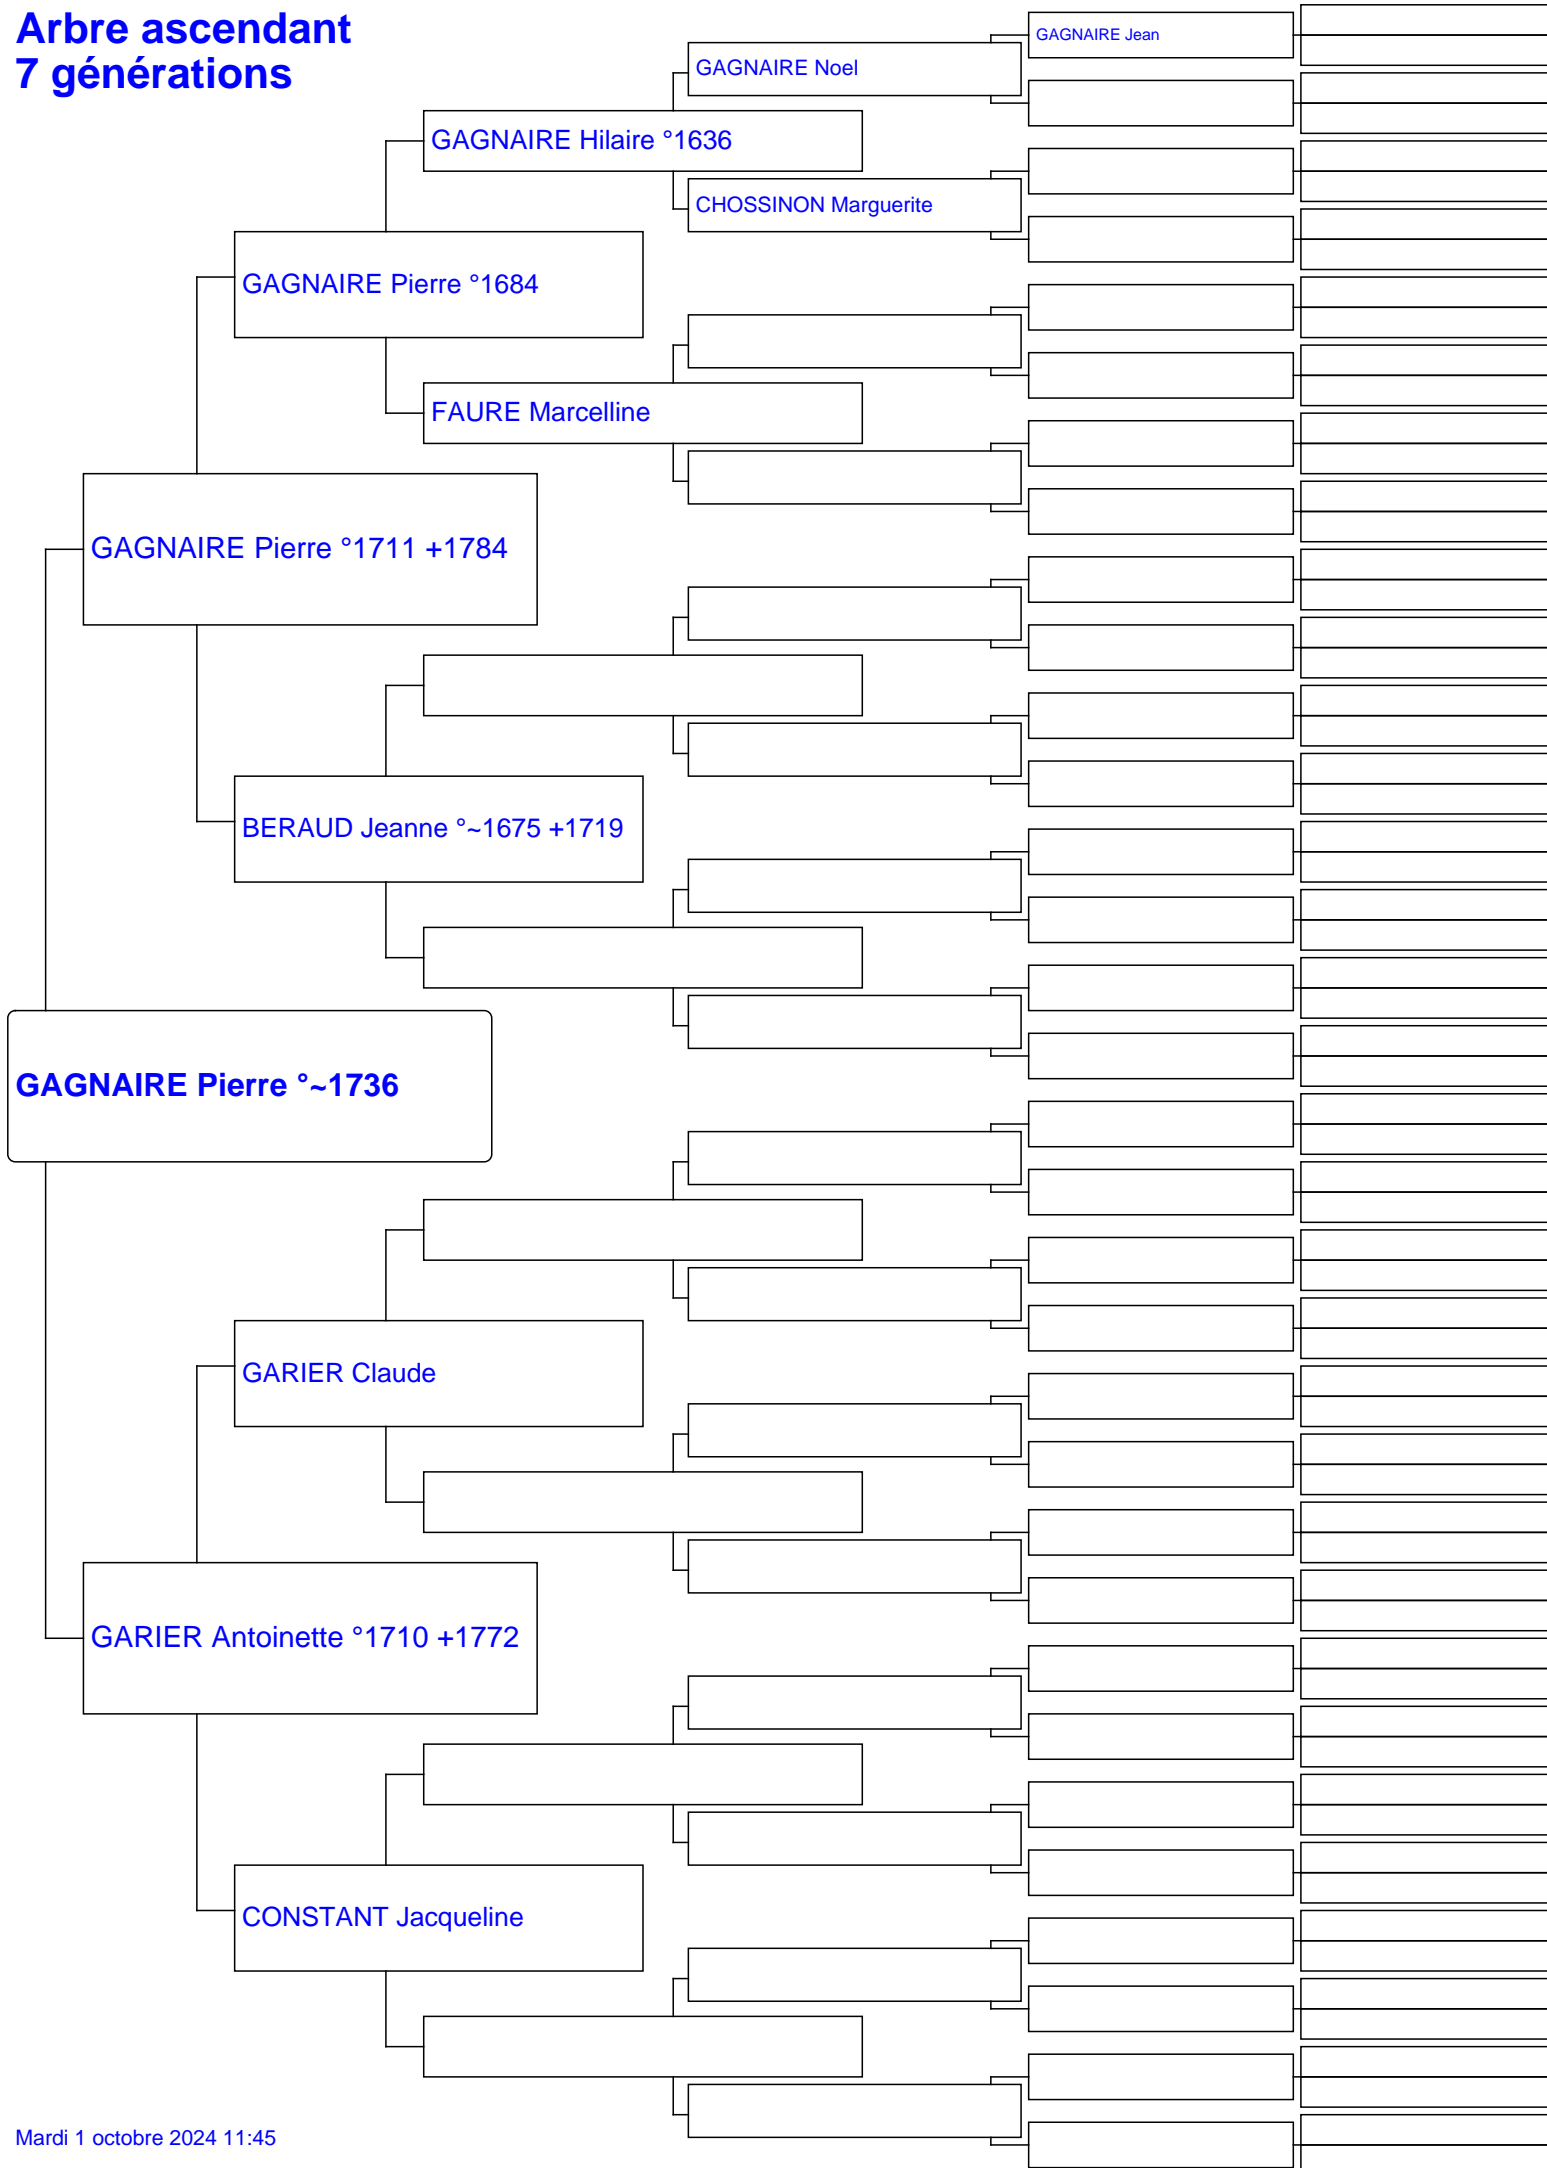 Arbre ascendant
7 générations
GAGNAIRE Jean
GAGNAIRE Noel
GAGNAIRE Hilaire °1636
CHOSSINON Marguerite
GAGNAIRE Pierre °1684
FAURE Marcelline
GAGNAIRE Pierre °1711 +1784
BERAUD Jeanne °~1675 +1719
GAGNAIRE Pierre °~1736
GARIER Claude
GARIER Antoinette °1710 +1772
CONSTANT Jacqueline
Mardi 1 octobre 2024 11:45